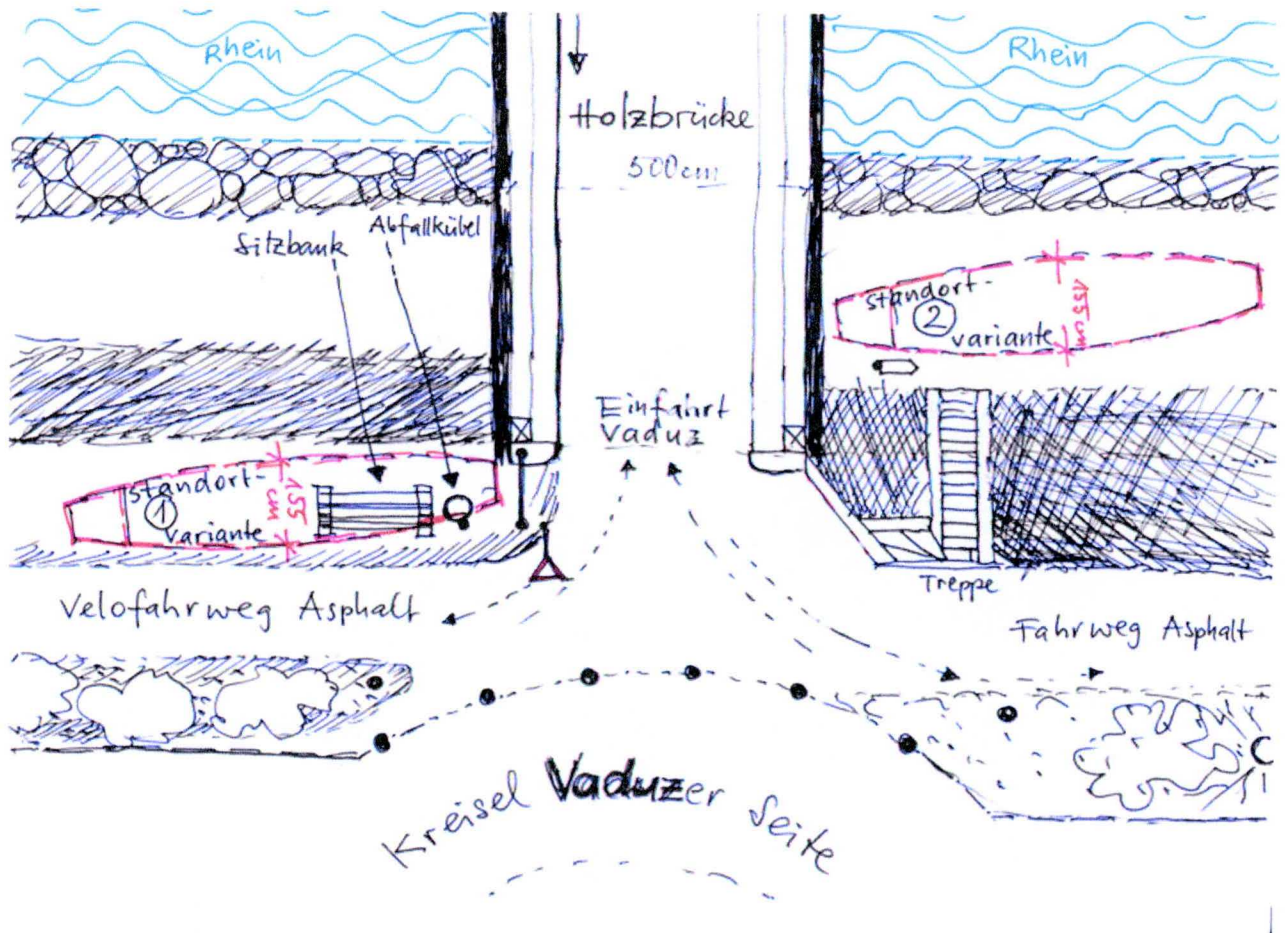 Rhein
Rhein
Holzbrücke
500cm
Sitzbank
Abfallkübel
standort-
2
variante
155 cm
Einfahrt
Vaduz
standort-
1
variante
155
cm
Treppe
Velofahrweg Asphalt
Fahrweg Asphalt
Kreisel Vaduzer Seite